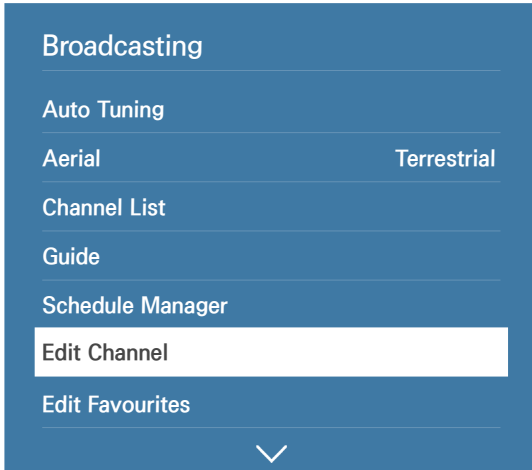 Broadcasting
Auto Tuning
Aerial Terrestrial
Channel List
Guide
Schedule Manager
Edit Channel
Edit Favourites